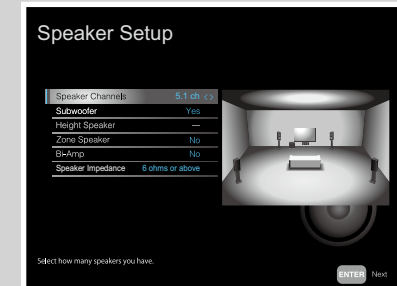 Speaker Setup
Speaker Channels 5.1 ch <>
Subwoofer Yes
Height Speaker ---
Zone Speaker No
Bi-Amp No
Speaker Impedance 6 ohms or above
Select how many speakers you have.
ENTER Next